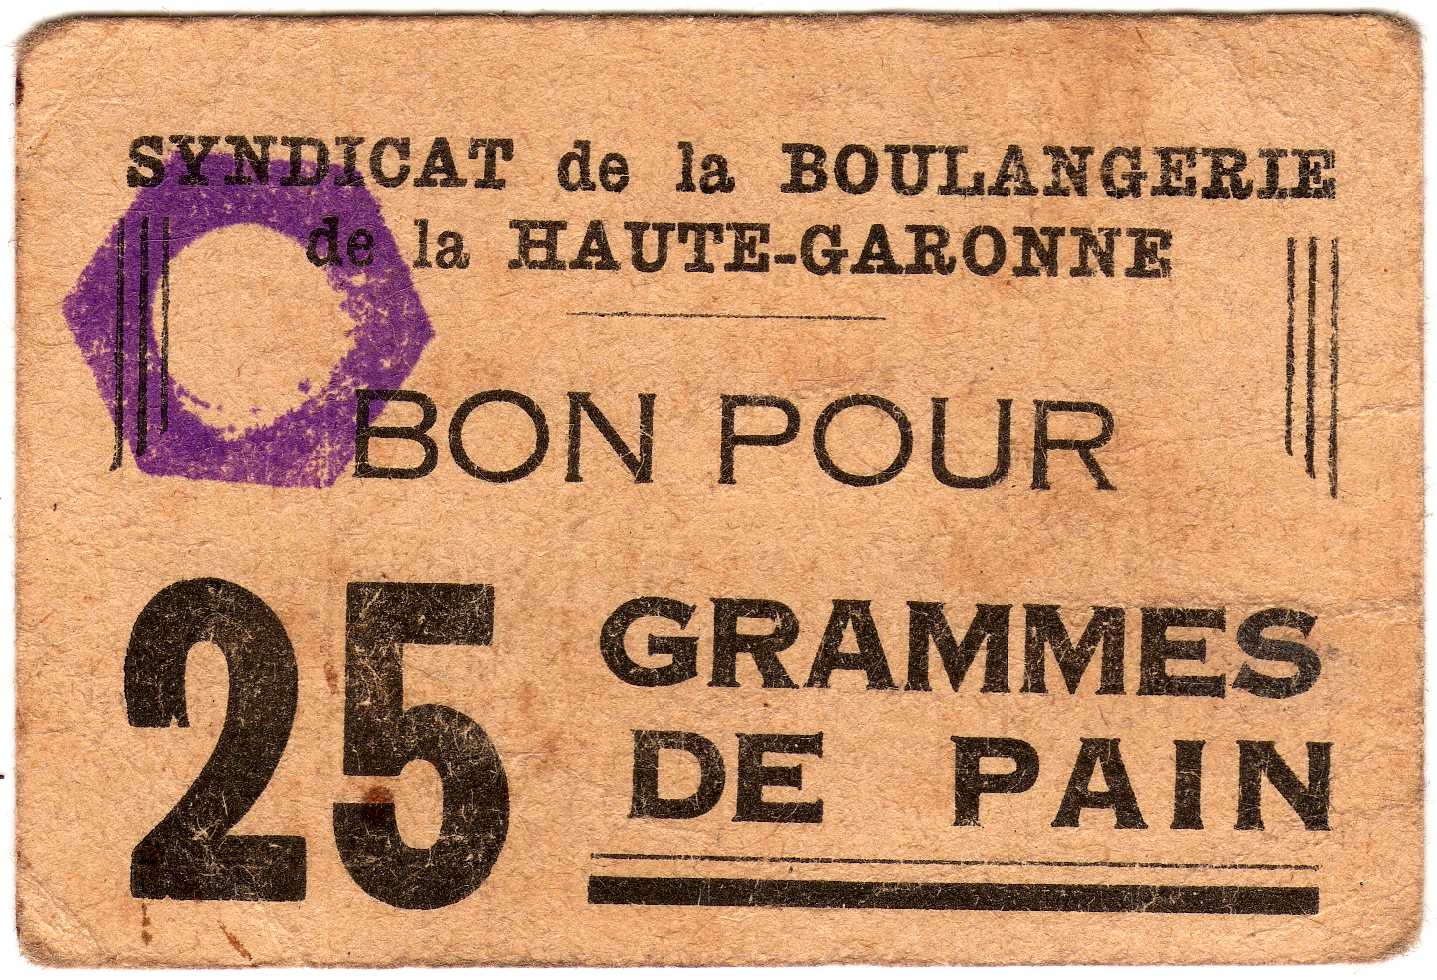 SYNDICAT de la BOULANGERIE
de la HAUTE-GARONNE
BON POUR
25 GRAMMES
DE PAIN